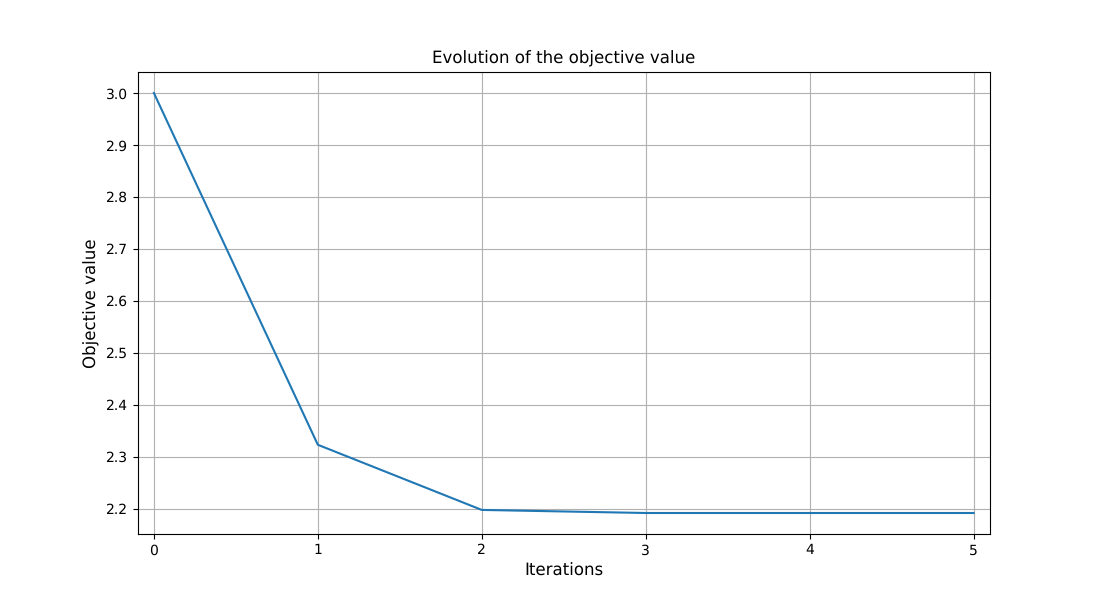 Evolution of the objective value
3.0
2.9
2.8
2.7
2.6
2.5
2.4
2.3
2.2
Objective value
0 1 2 3 4 5
Iterations